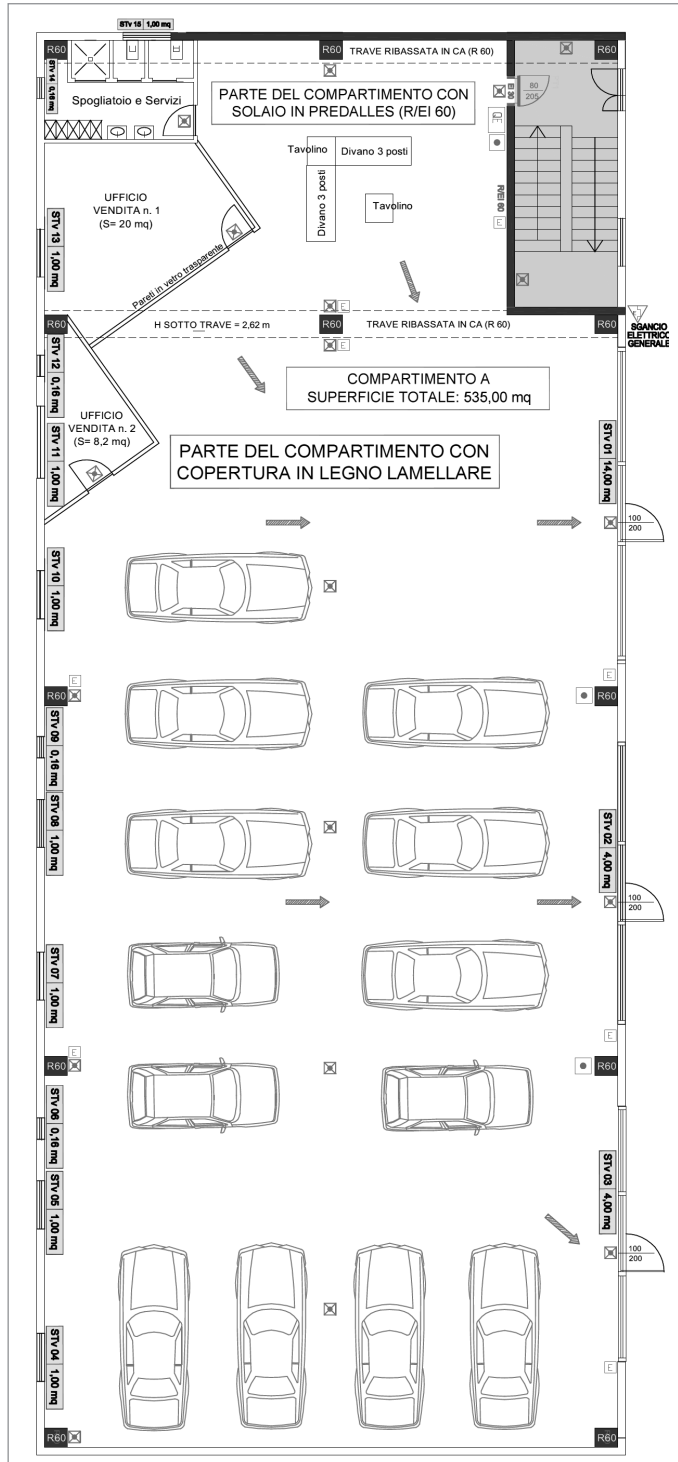 STv 15 1,00 mq
R60
R60
TRAVE RIBASSATA IN CA (R 60)
R60
STv 14 0,16 mq
Spogliatoio e Servizi
PARTE DEL COMPARTIMENTO CON
SOLAIO IN PREDALLES (R/EI 60)
EI 30
80
205
QE
Tavolino
Divano 3 posti
Divano 3 posti
Tavolino
R/EI 60
E
UFFICIO
VENDITA n. 1
(S= 20 mq)
STv 13 1,00 mq
Pareti in vetro trasparente
E
R60
H SOTTO TRAVE = 2,62 m
R60
TRAVE RIBASSATA IN CA (R 60)
R60
E
SGANCIO
ELETTRICO
GENERALE
STv 12 0,16 mq
COMPARTIMENTO A
SUPERFICIE TOTALE: 535,00 mq
UFFICIO
VENDITA n. 2
(S= 8,2 mq)
STv 11 1,00 mq
PARTE DEL COMPARTIMENTO CON
COPERTURA IN LEGNO LAMELLARE
STv 01 14,00 mq
100
200
STv 10 1,00 mq
E
E
R60
R60
STv 09 0,16 mq
STv 08 1,00 mq
STv 02 4,00 mq
100
200
STv 07 1,00 mq
E
E
R60
R60
STv 06 0,16 mq
STv 05 1,00 mq
STv 03 4,00 mq
100
200
STv 04 1,00 mq
E
R60
R60